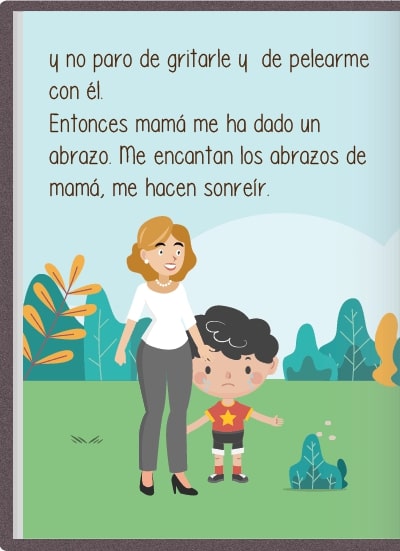 y no paro de gritarle y de pelearme
con él.
Entonces mamá me ha dado un
abrazo. Me encantan los abrazos de
mamá, me hacen sonreír.